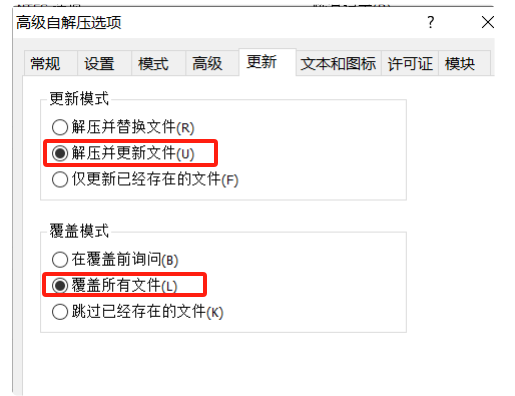 高级自解压选项 ? ×
常规 设置 模式 高级 更新 文本和图标 许可证 模块
更新模式
解压并替换文件(R)
解压并更新文件(U)
仅更新已经存在的文件(F)
覆盖模式
在覆盖前询问(B)
覆盖所有文件(L)
跳过已经存在的文件(K)